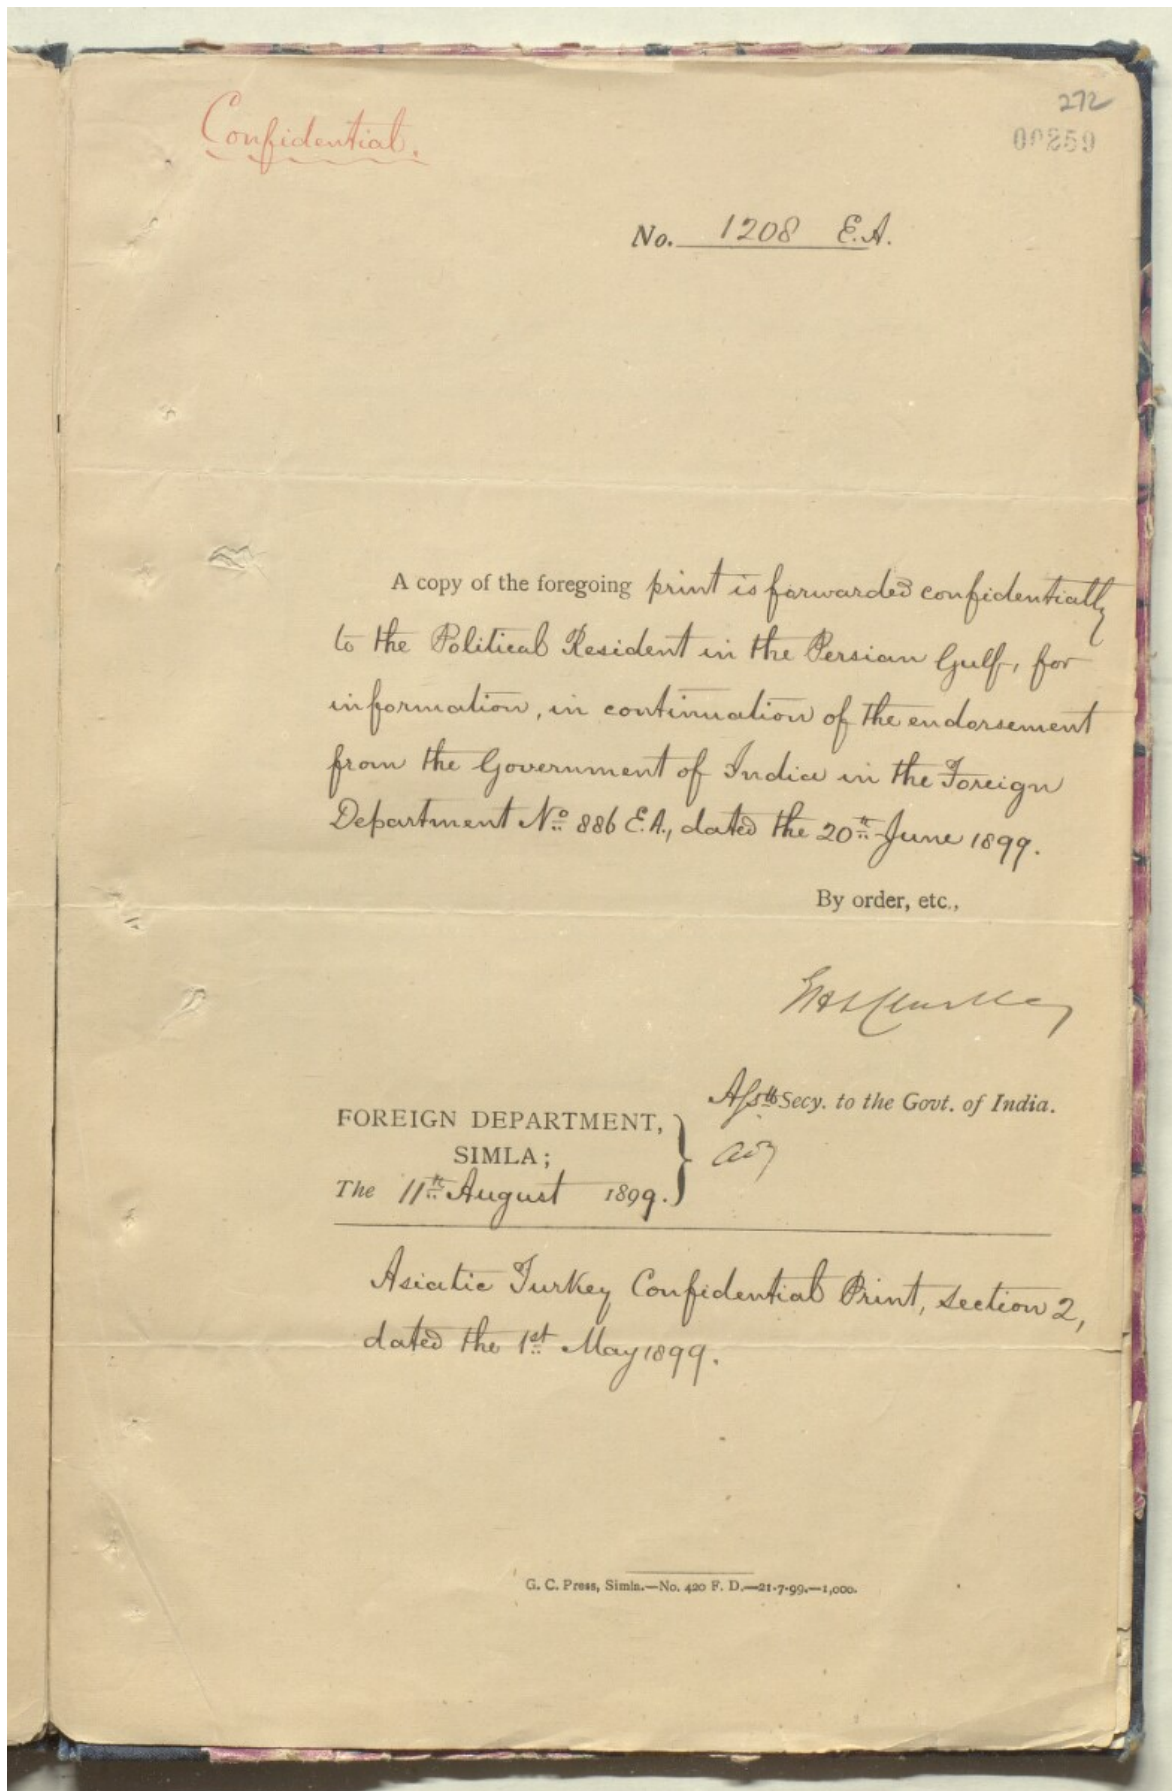 Confidential.
272
00259
No. 1208 E.A.
A copy of the foregoing print is forwarded confidentially
to the Political Resident in the Persian Gulf, for
information, in continuation of the endorsement
from the Government of India in the Foreign
Department No 886 E.A., dated the 20th June 1899.
By order, etc.,
Asstt Secy. to the Govt. of India.
FOREIGN DEPARTMENT,
SIMLA;
The 11th August 1899.
Asiatic Turkey Confidential Print, section 2,
dated the 1st May 1899.
G. C. Press, Simla.—No. 420 F. D.—21-7-99.—1,000.